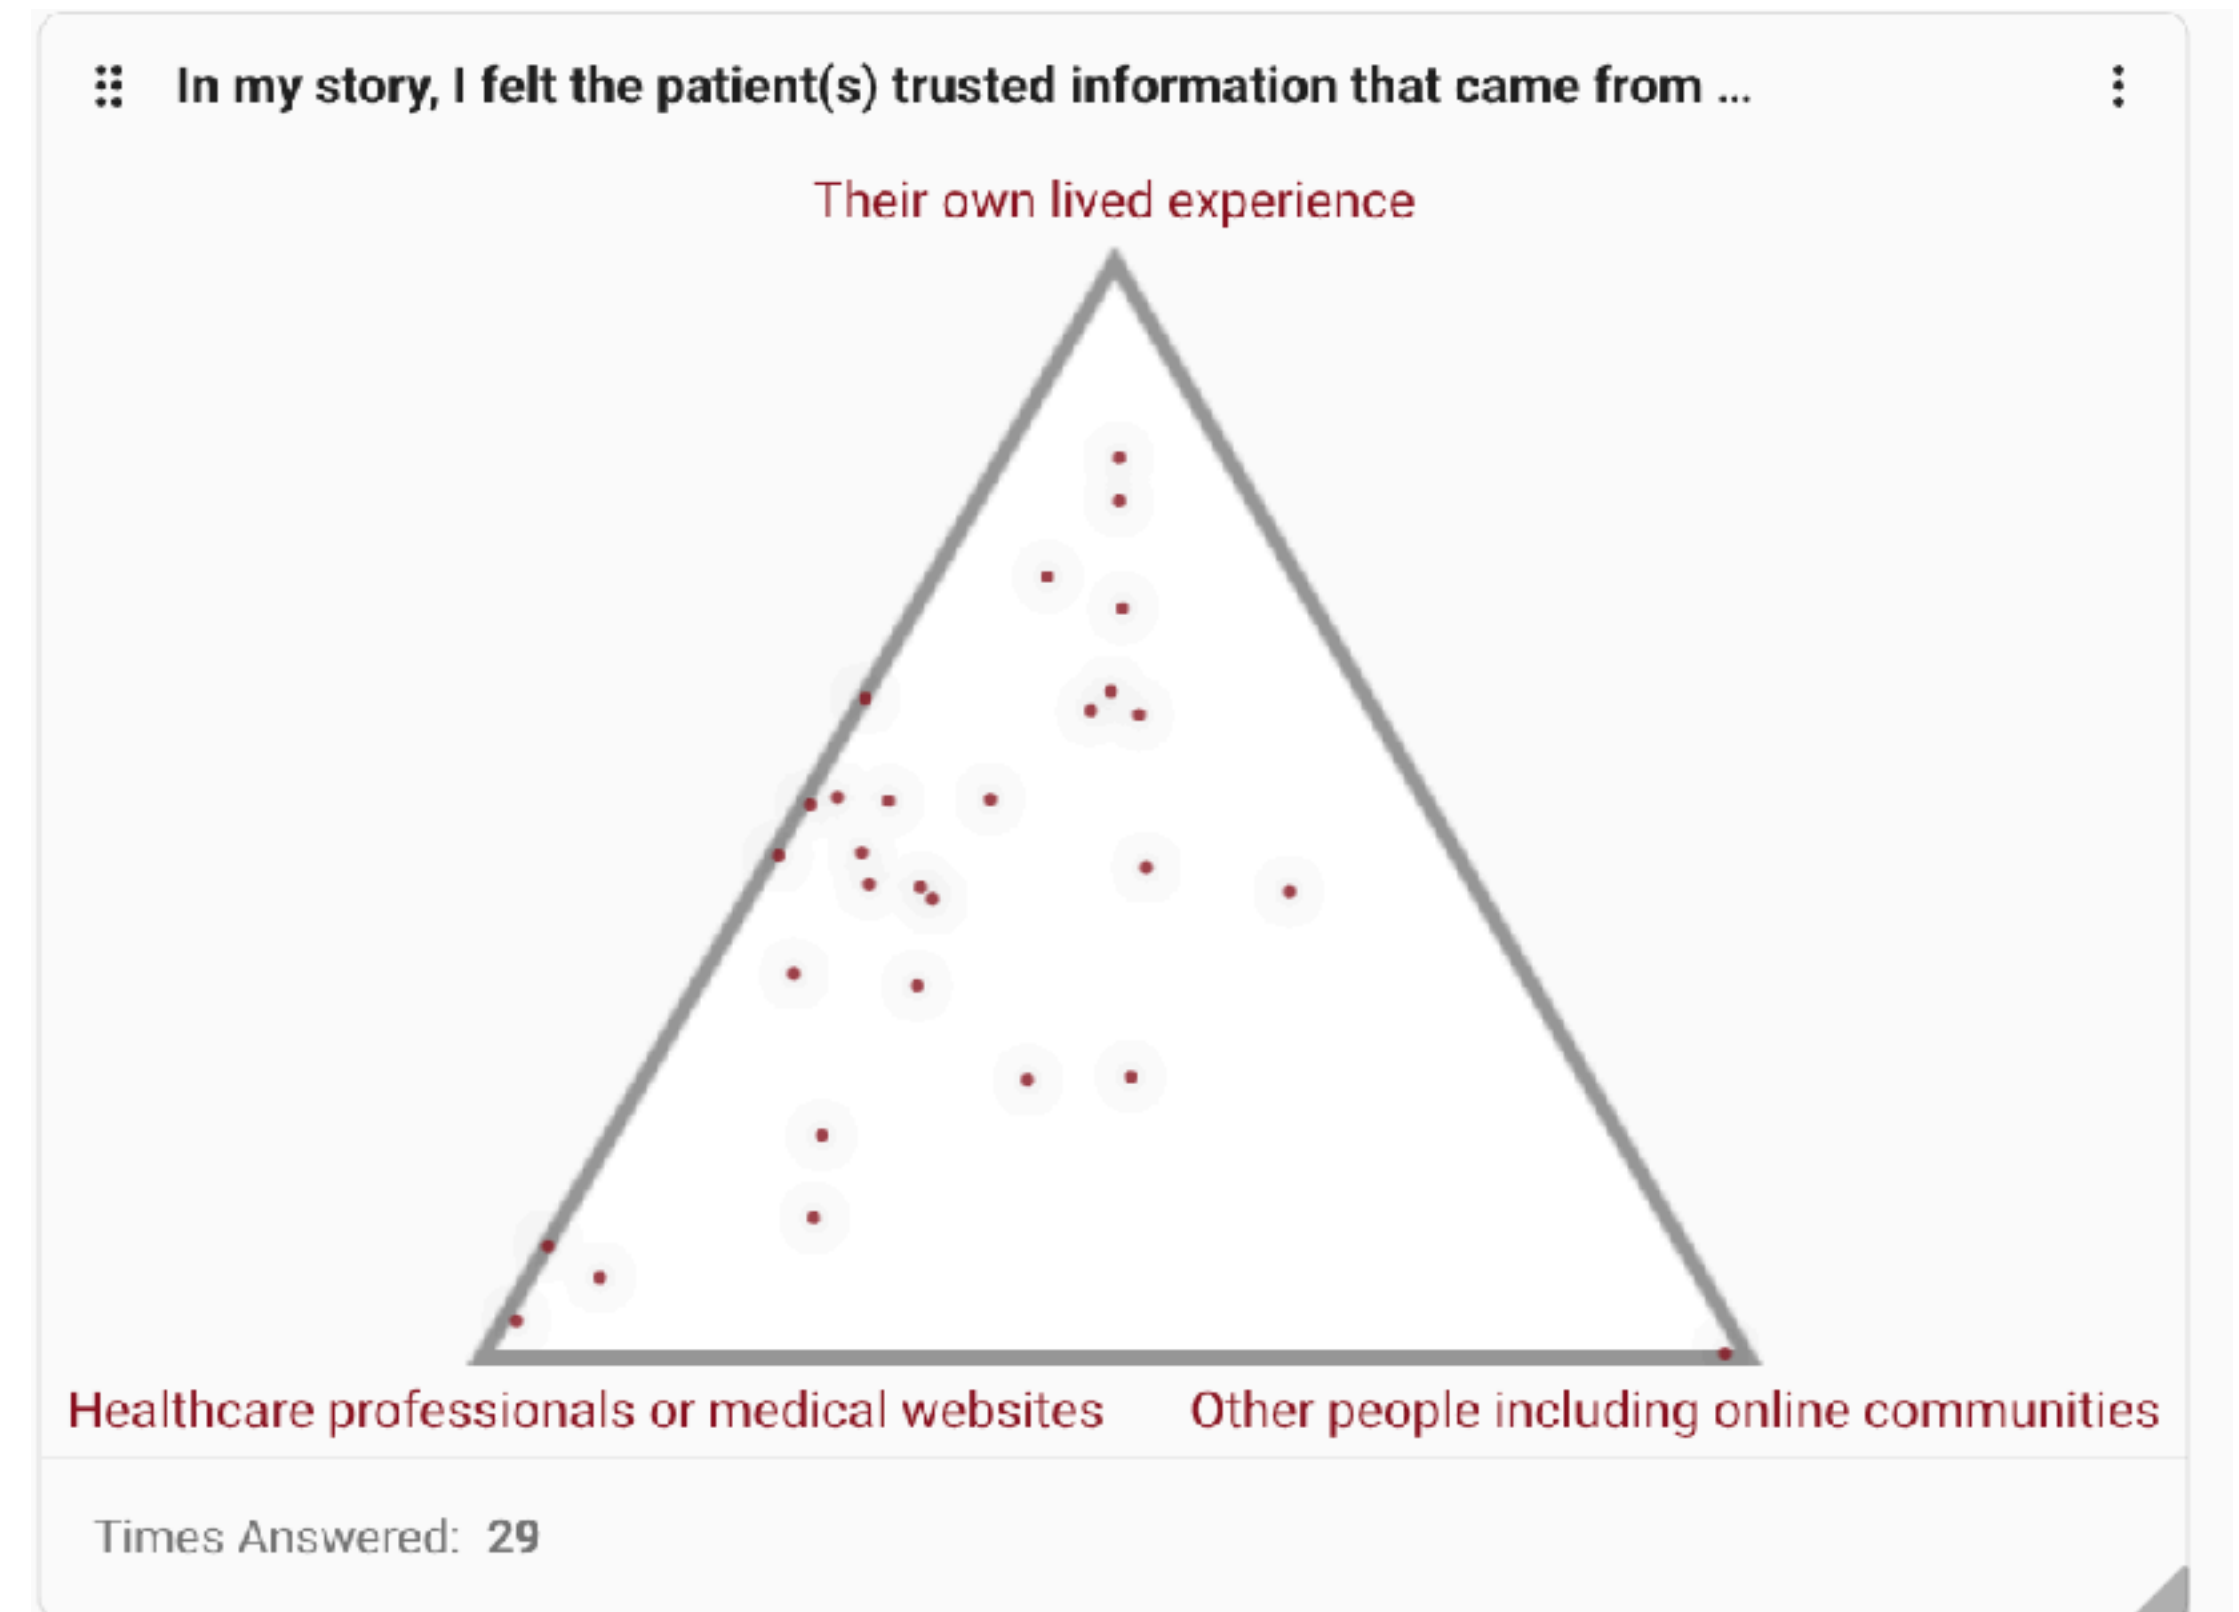 In my story, I felt the patient(s) trusted information that came from ...
Their own lived experience
Healthcare professionals or medical websites
Other people including online communities
Times Answered: 29